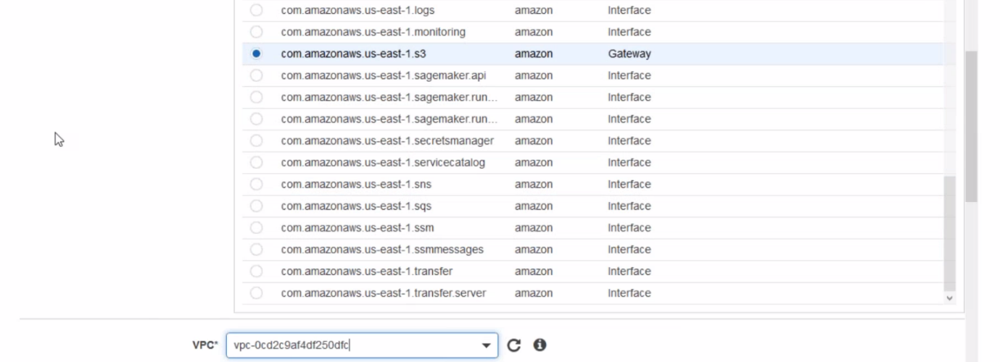 com.amazonaws.us-east-1.logs amazon Interface
com.amazonaws.us-east-1.monitoring amazon Interface
com.amazonaws.us-east-1.s3 amazon Gateway
com.amazonaws.us-east-1.sagemaker.api amazon Interface
com.amazonaws.us-east-1.sagemaker.run... amazon Interface
com.amazonaws.us-east-1.sagemaker.run... amazon Interface
com.amazonaws.us-east-1.secretsmanager amazon Interface
com.amazonaws.us-east-1.servicecatalog amazon Interface
com.amazonaws.us-east-1.sns amazon Interface
com.amazonaws.us-east-1.sqs amazon Interface
com.amazonaws.us-east-1.ssm amazon Interface
com.amazonaws.us-east-1.ssmmessages amazon Interface
com.amazonaws.us-east-1.transfer amazon Interface
com.amazonaws.us-east-1.transfer.server amazon Interface
VPC* vpc-0cd2c9af4df250dfc